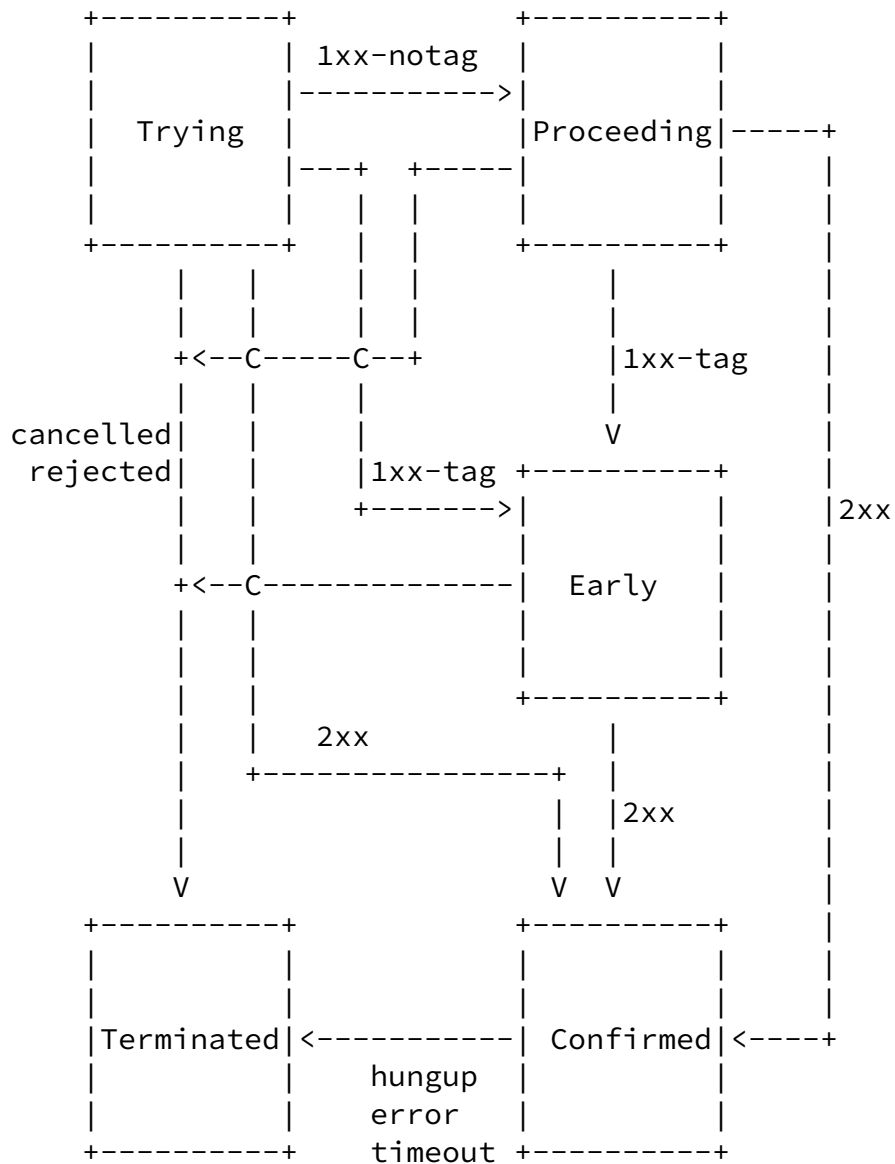 1xx-notag
Trying
Proceeding
1xx-tag
cancelled
rejected
1xx-tag
2xx
Early
2xx
2xx
Terminated
Confirmed
hungup
error
timeout